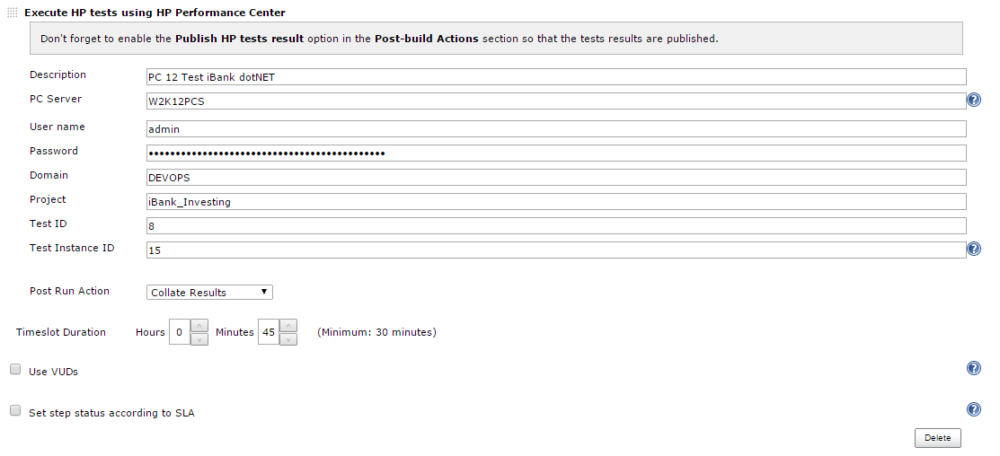 Execute HP tests using HP Performance Center
Don't forget to enable the Publish HP tests result option in the Post-build Actions section so that the tests results are published.
Description PC 12 Test iBank dotNET
PC Server W2K12PCS ?
User name admin
Password ••••••••••••••••••••••••••••••••••••••••••••
Domain DEVOPS
Project iBank_Investing
Test ID 8
Test Instance ID 15 ?
Post Run Action Collate Results ▼
Timeslot Duration Hours 0 Minutes 45 (Minimum: 30 minutes)
Use VUDs ?
Set step status according to SLA ?
Delete